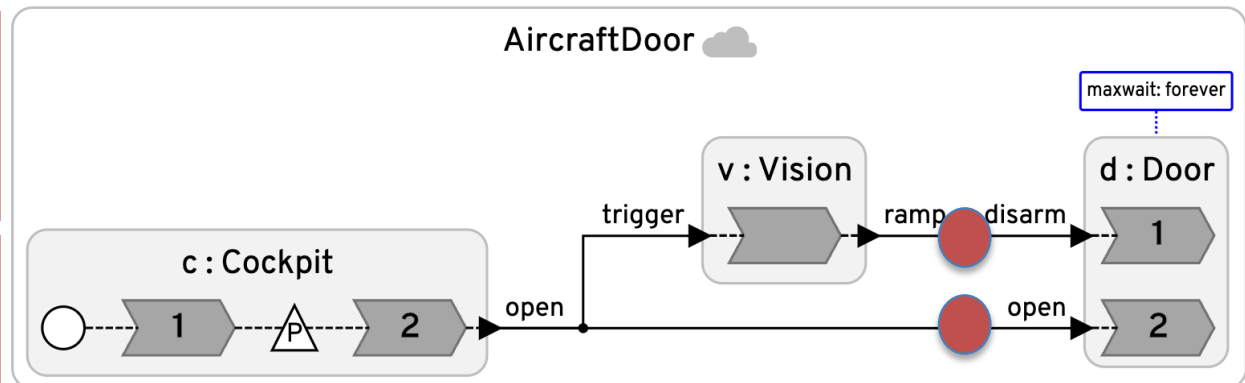 AircraftDoor
maxwait: forever
v : Vision
d : Door
trigger
ramp
disarm
1
c : Cockpit
1
P
2
open
open
2